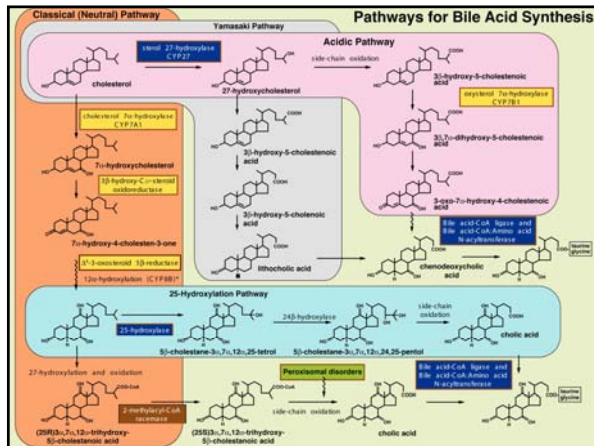 Classical (Neutral) Pathway
Yamasaki Pathway
Pathways for Bile Acid Synthesis
Acidic Pathway
sterol 27-hydroxylase
CYP27
side-chain oxidation
cholesterol
27-hydroxycholesterol
3β-hydroxy-5-cholestenoic
acid
cholesterol 7α-hydroxylase
CYP7A1
oxysterol 7α-hydroxylase
CYP7B1
7α-hydroxycholesterol
3β-hydroxy-5-cholestenoic
acid
3β,7α-dihydroxy-5-cholestenoic
acid
3β-hydroxy-C₂₇-steroid
oxidoreductase
7α-hydroxy-4-cholesten-3-one
3β-hydroxy-5-cholenoic
acid
3-oxo-7α-hydroxy-4-cholestenoic
acid
Δ⁴-3-oxosteroid 5β-reductase
12α-hydroxylation (CYP8B)*
lithocholic acid
Bile acid-CoA ligase and
Bile acid-CoA:Amino acid
N-acyltransferase
chenodeoxycholic
acid
taurine
glycine
25-Hydroxylation Pathway
25-hydroxylase
24β-hydroxylase
side-chain
oxidation
5β-cholestane-3α,7α,12α,25-tetrol
5β-cholestane-3α,7α,12α,24,25-pentol
cholic acid
27-hydroxylation and oxidation
Peroxisomal disorders
Bile acid-CoA ligase and
Bile acid-CoA:Amino acid
N-acyltransferase
2-methylacyl-CoA
racemase
side-chain oxidation
(25R)3α,7α,12α-trihydroxy-
5β-cholestanoic acid
(25S)3α,7α,12α-trihydroxy-
5β-cholestanoic acid
cholic acid
taurine
glycine